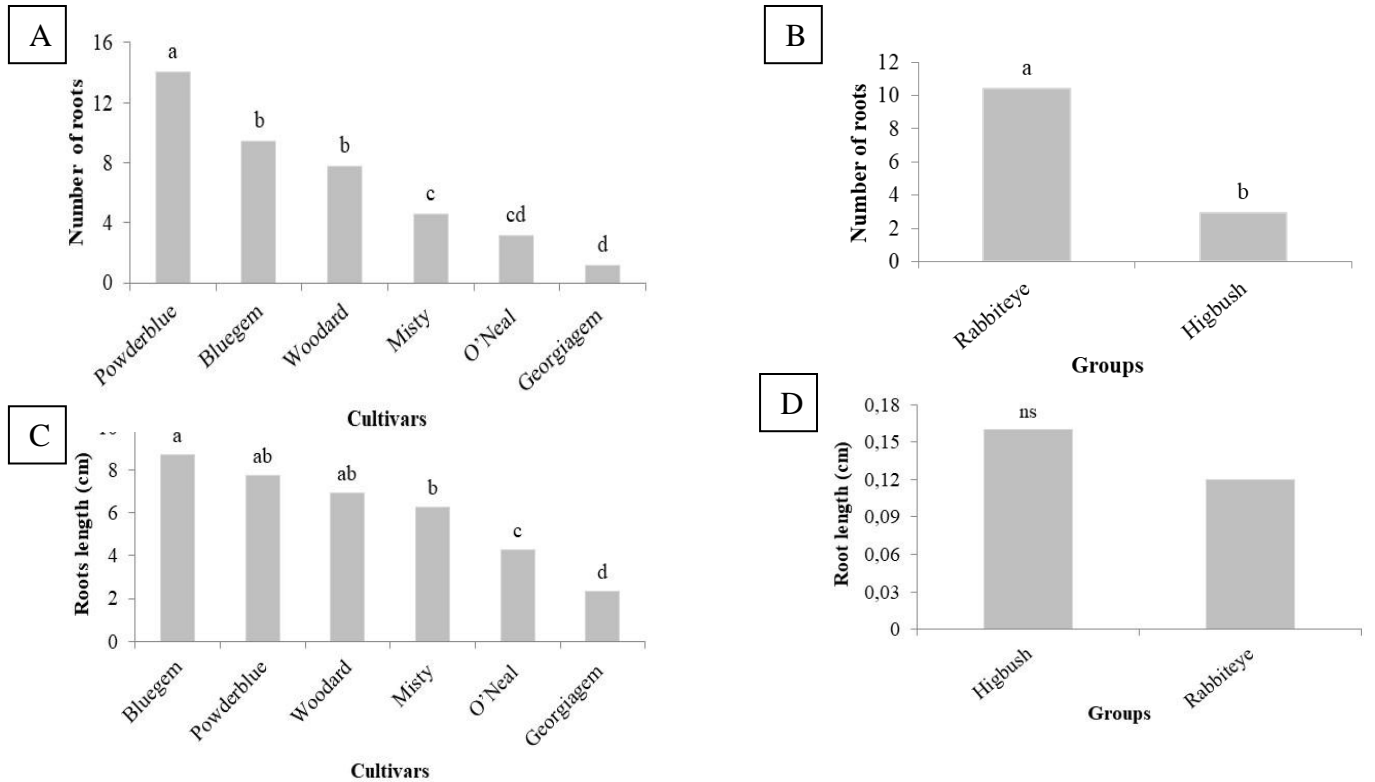 A
Number of roots
16
12
8
4
0
a
b
b
c
cd
d
Powderblue
Bluegem
Woodard
Misty
O’Neal
Georgiagem
Cultivars
B
Number of roots
12
10
8
6
4
2
0
a
b
Rabbiteye
Higbush
Groups
C
Roots length (cm)
10
8
6
4
2
0
a
ab
ab
b
c
d
Bluegem
Powderblue
Woodard
Misty
O’Neal
Georgiagem
Cultivars
D
Root length (cm)
0,18
0,15
0,12
0,09
0,06
0,03
0
ns
Higbush
Rabbiteye
Groups